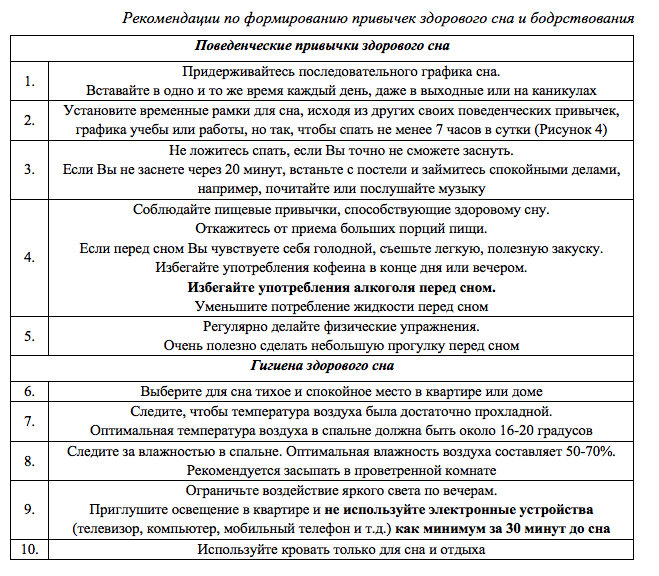 Рекомендации по формированию привычек здорового сна и бодрствования
Поведенческие привычки здорового сна
1.
Придерживайтесь последовательного графика сна.
Вставайте в одно и то же время каждый день, даже в выходные или на каникулах
2.
Установите временные рамки для сна, исходя из других своих поведенческих привычек,
графика учебы или работы, но так, чтобы спать не менее 7 часов в сутки (Рисунок 4)
3.
Не ложитесь спать, если Вы точно не сможете заснуть.
Если Вы не заснете через 20 минут, встаньте с постели и займитесь спокойными делами,
например, почитайте или послушайте музыку
4.
Соблюдайте пищевые привычки, способствующие здоровому сну.
Откажитесь от приема больших порций пищи.
Если перед сном Вы чувствуете себя голодной, съешьте легкую, полезную закуску.
Избегайте употребления кофеина в конце дня или вечером.
Избегайте употребления алкоголя перед сном.
Уменьшите потребление жидкости перед сном
5.
Регулярно делайте физические упражнения.
Очень полезно сделать небольшую прогулку перед сном
Гигиена здорового сна
6.
Выберите для сна тихое и спокойное место в квартире или доме
7.
Следите, чтобы температура воздуха была достаточно прохладной.
Оптимальная температура воздуха в спальне должна быть около 16-20 градусов
8.
Следите за влажностью в спальне. Оптимальная влажность воздуха составляет 50-70%.
Рекомендуется засыпать в проветренной комнате
9.
Ограничьте воздействие яркого света по вечерам.
Приглушите освещение в квартире и не используйте электронные устройства
(телевизор, компьютер, мобильный телефон и т.д.) как минимум за 30 минут до сна
10.
Используйте кровать только для сна и отдыха